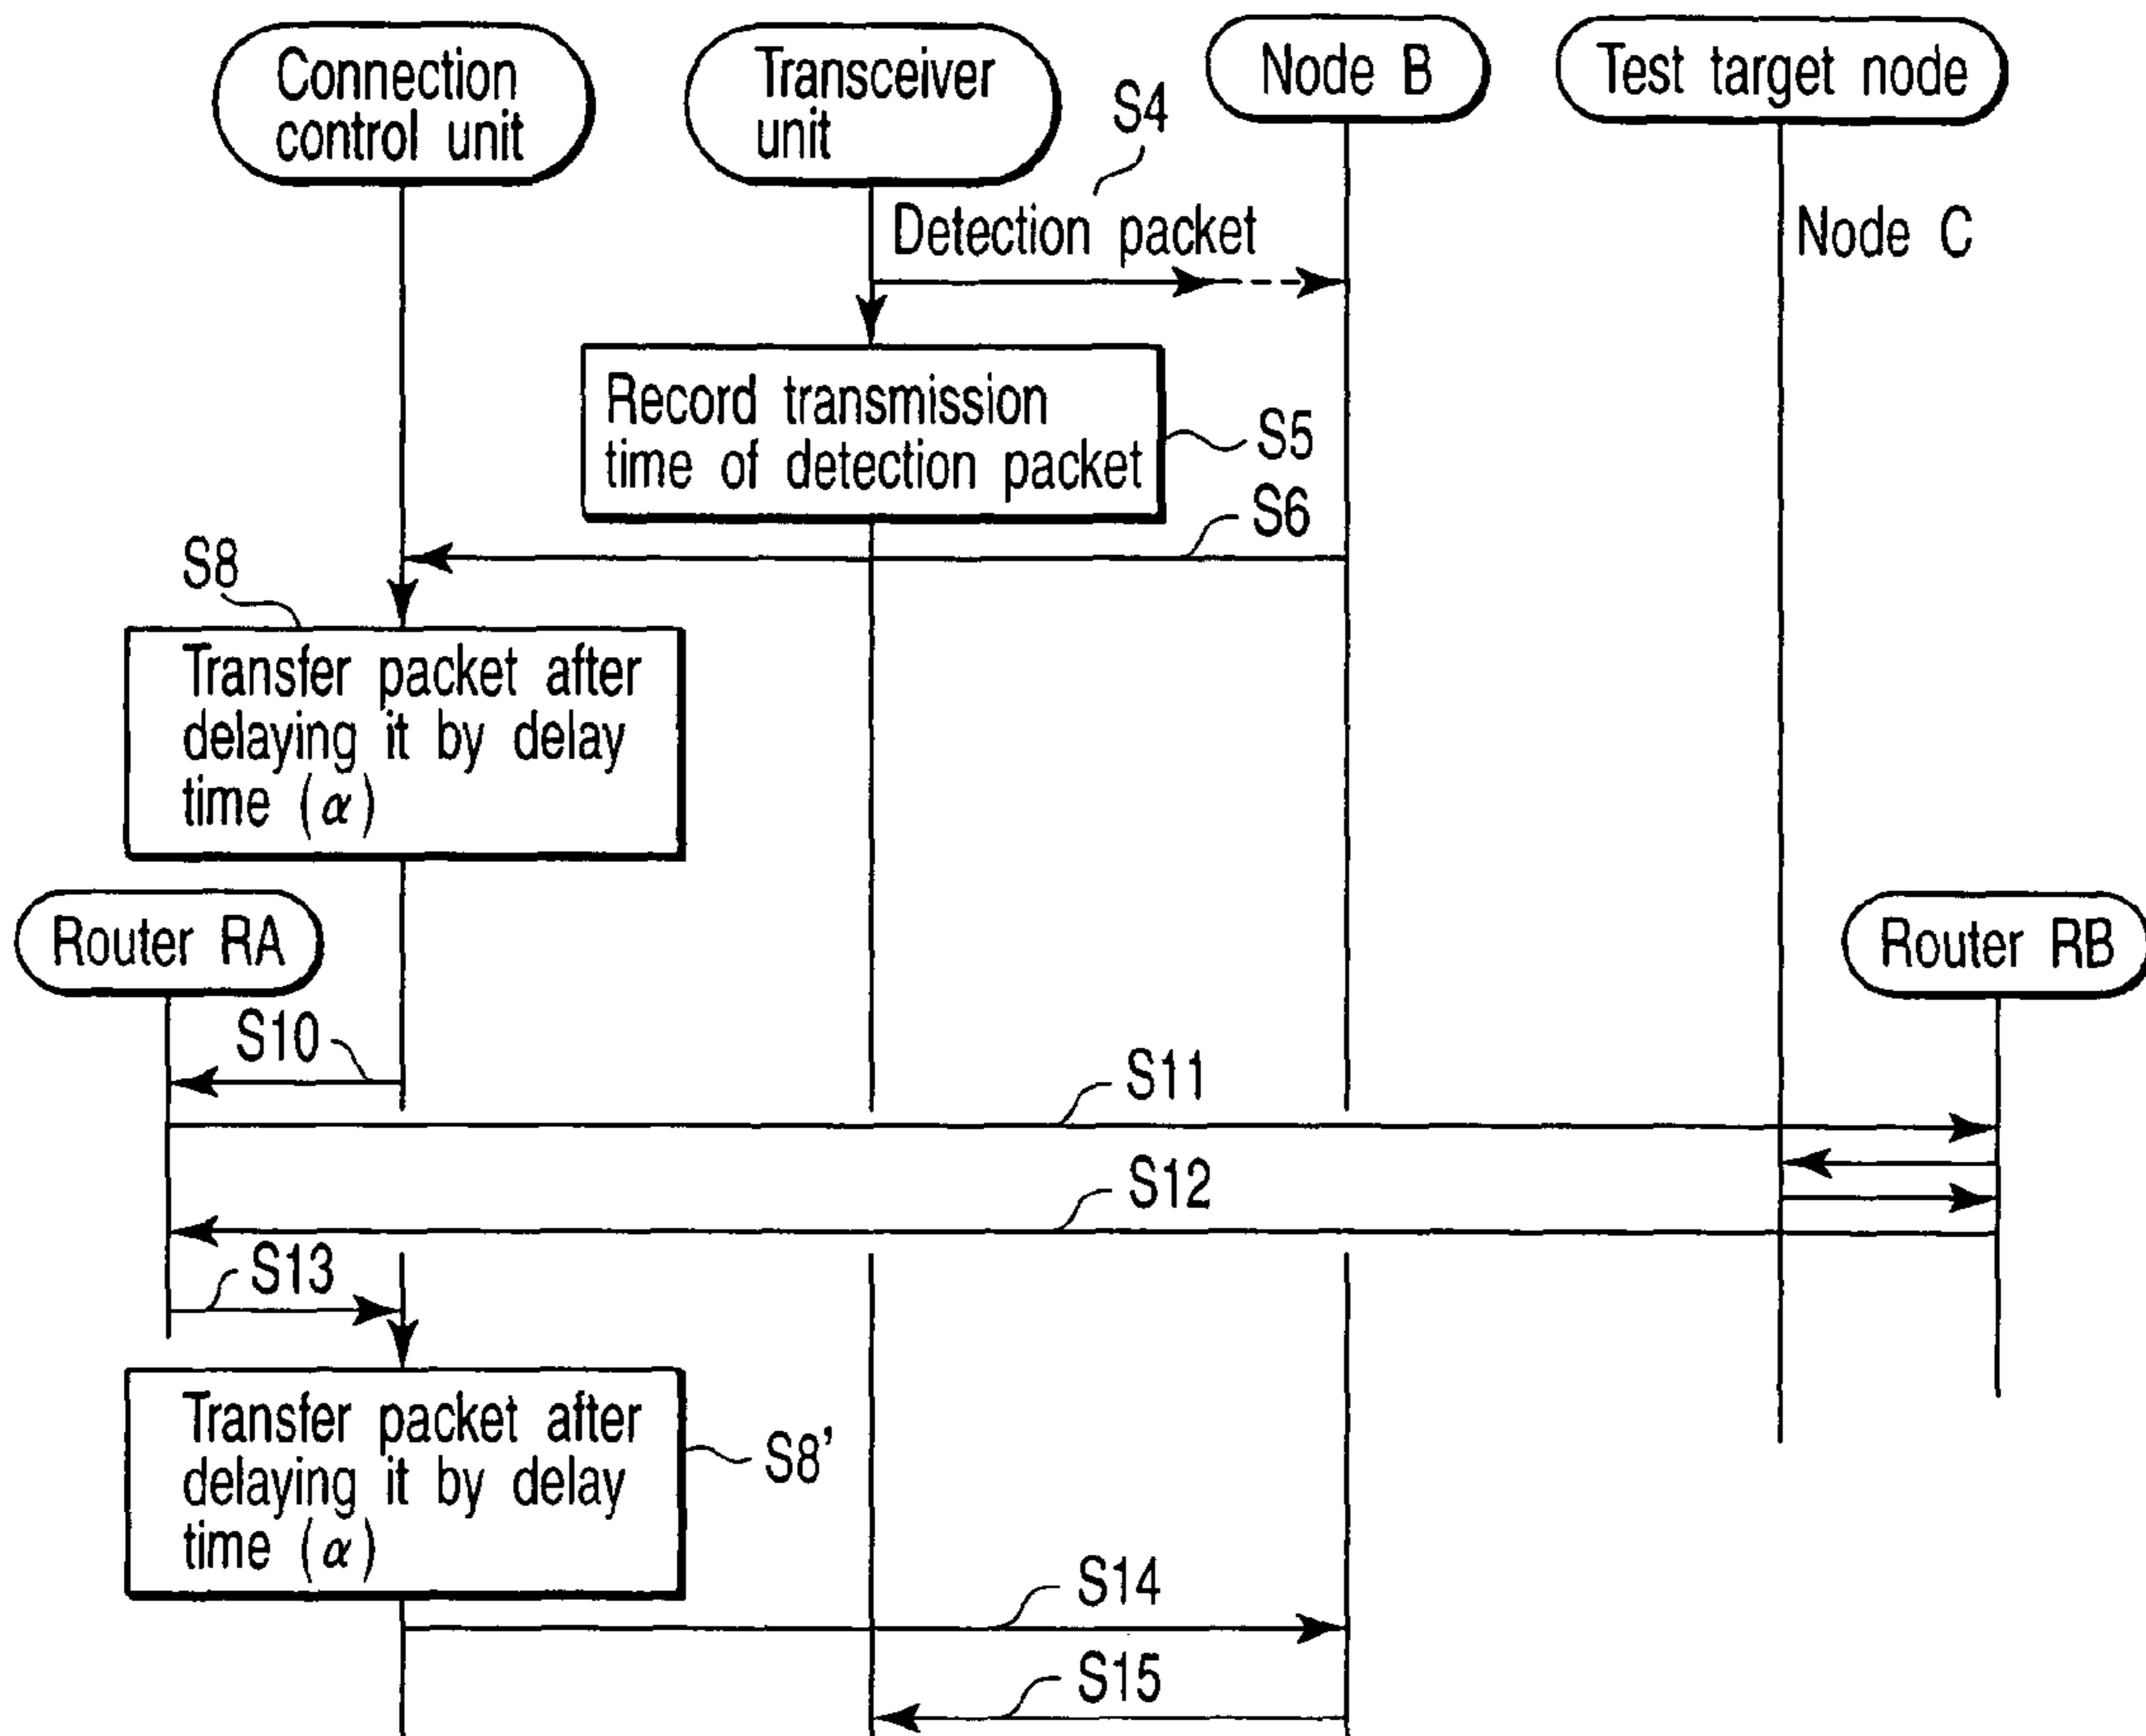 Connection
control unit
Transceiver
unit
Node B
Test target node
S4
Detection packet
Node C
Record transmission
time of detection packet
S5
S6
S8
Transfer packet after
delaying it by delay
time (α)
Router RA
Router RB
S10
S11
S12
S13
Transfer packet after
delaying it by delay
time (α)
S8'
S14
S15